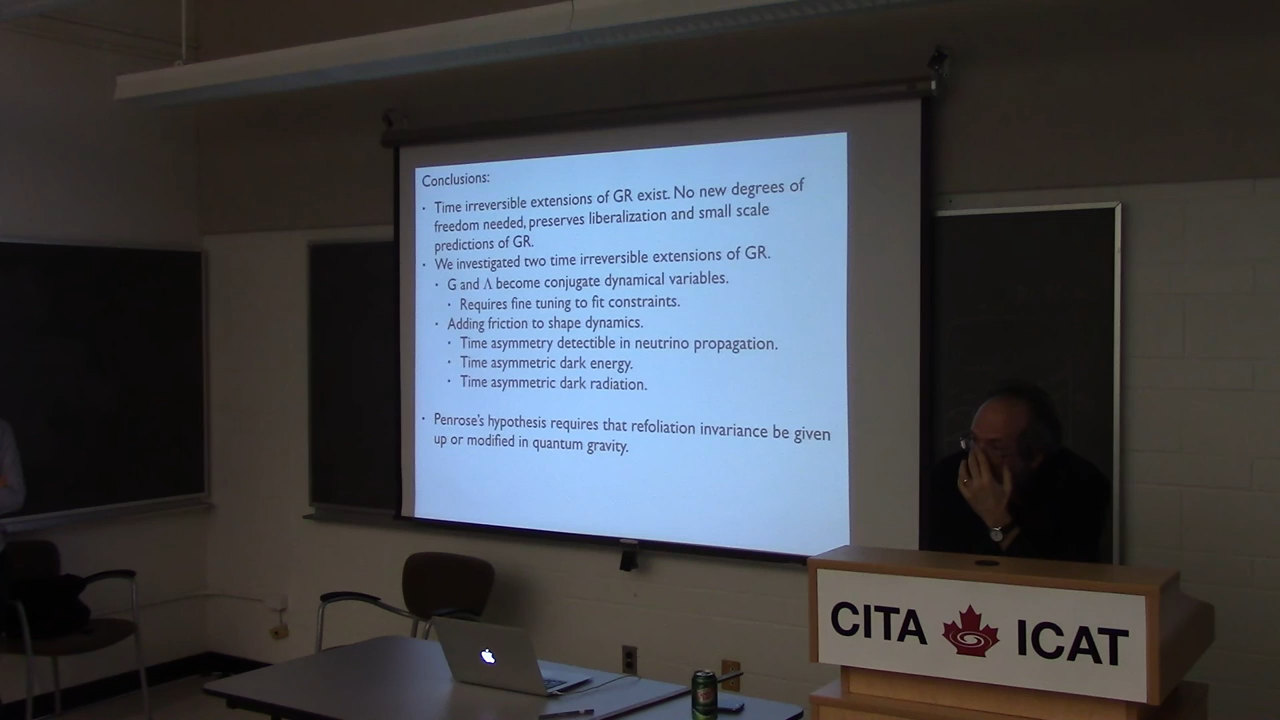 Conclusions:
· Time irreversible extensions of GR exist. No new degrees of
freedom needed, preserves liberalization and small scale
predictions of GR.
· We investigated two time irreversible extensions of GR.
· G and Λ become conjugate dynamical variables.
· Requires fine tuning to fit constraints.
· Adding friction to shape dynamics.
· Time asymmetry detectible in neutrino propagation.
· Time asymmetric dark energy.
· Time asymmetric dark radiation.
· Penrose's hypothesis requires that refoliation invariance be given
up or modified in quantum gravity.
CITA ICAT